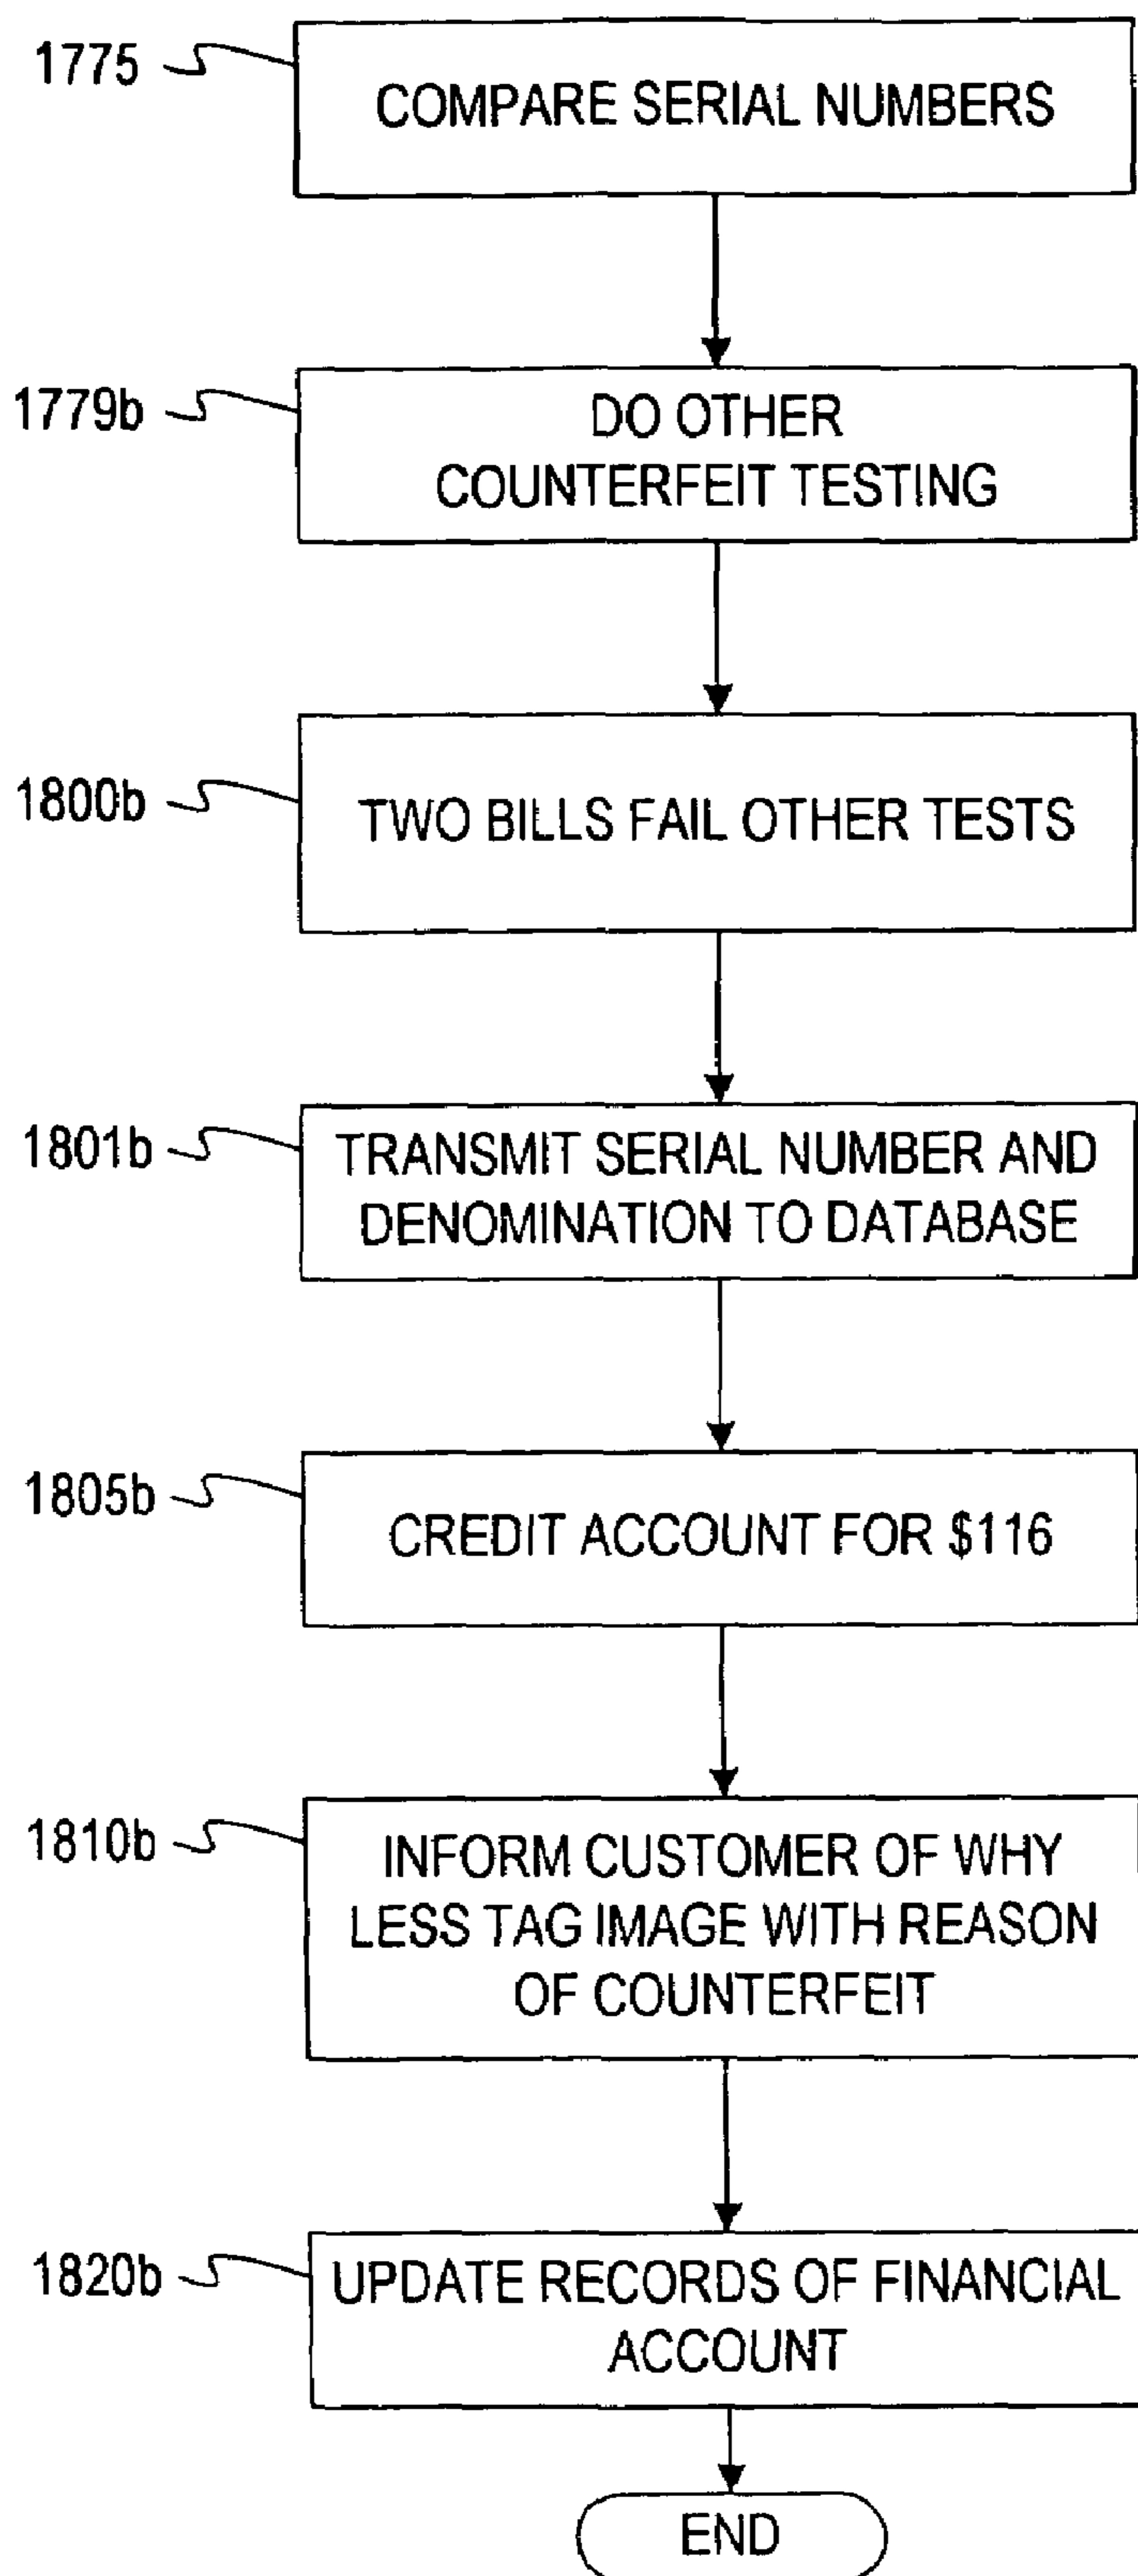 1775
COMPARE SERIAL NUMBERS
1779b
DO OTHER
COUNTERFEIT TESTING
1800b
TWO BILLS FAIL OTHER TESTS
1801b
TRANSMIT SERIAL NUMBER AND
DENOMINATION TO DATABASE
1805b
CREDIT ACCOUNT FOR $116
1810b
INFORM CUSTOMER OF WHY
LESS TAG IMAGE WITH REASON
OF COUNTERFEIT
1820b
UPDATE RECORDS OF FINANCIAL
ACCOUNT
END